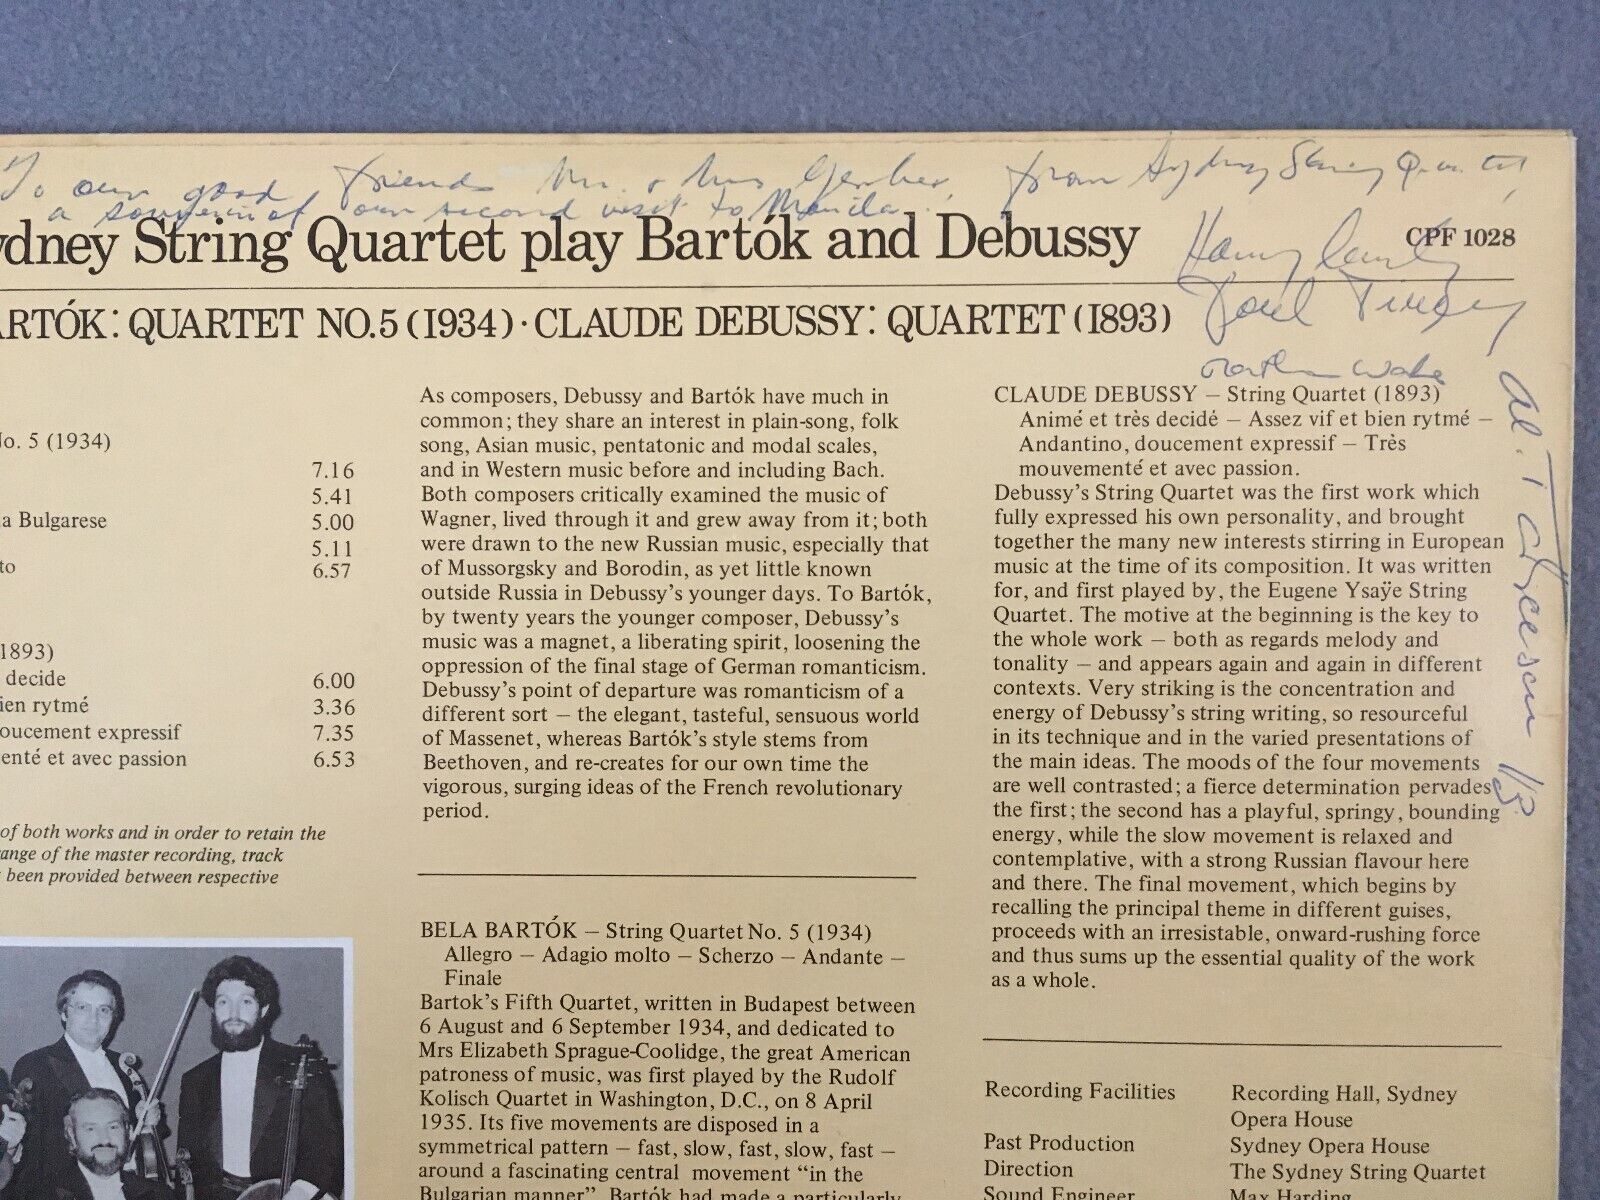 To our good friends Mr. & Mrs Gerber, from Sydney String Quartet,
a souvenir of our second visit to Manila.
ydney String Quartet play Bartók and Debussy
CPF 1028
Harry Curby
Dorel Tincu
Nathan Waks
ARTÓK: QUARTET NO.5 (1934) · CLAUDE DEBUSSY: QUARTET (1893)
No. 5 (1934)
7.16
5.41
a Bulgarese 5.00
5.11
to 6.57
1893)
decide 6.00
ien rytmé 3.36
oucement expressif 7.35
enté et avec passion 6.53
of both works and in order to retain the
ange of the master recording, track
been provided between respective
As composers, Debussy and Bartók have much in
common; they share an interest in plain-song, folk
song, Asian music, pentatonic and modal scales,
and in Western music before and including Bach.
Both composers critically examined the music of
Wagner, lived through it and grew away from it; both
were drawn to the new Russian music, especially that
of Mussorgsky and Borodin, as yet little known
outside Russia in Debussy's younger days. To Bartók,
by twenty years the younger composer, Debussy's
music was a magnet, a liberating spirit, loosening the
oppression of the final stage of German romanticism.
Debussy's point of departure was romanticism of a
different sort – the elegant, tasteful, sensuous world
of Massenet, whereas Bartók's style stems from
Beethoven, and re-creates for our own time the
vigorous, surging ideas of the French revolutionary
period.
BELA BARTÓK – String Quartet No. 5 (1934)
Allegro – Adagio molto – Scherzo – Andante –
Finale
Bartok's Fifth Quartet, written in Budapest between
6 August and 6 September 1934, and dedicated to
Mrs Elizabeth Sprague-Coolidge, the great American
patroness of music, was first played by the Rudolf
Kolisch Quartet in Washington, D.C., on 8 April
1935. Its five movements are disposed in a
symmetrical pattern – fast, slow, fast, slow, fast –
around a fascinating central movement "in the
Bulgarian manner". Bartók had made a particularly
CLAUDE DEBUSSY – String Quartet (1893)
Animé et très decidé – Assez vif et bien rytmé –
Andantino, doucement expressif – Très
mouvementé et avec passion.
Debussy's String Quartet was the first work which
fully expressed his own personality, and brought
together the many new interests stirring in European
music at the time of its composition. It was written
for, and first played by, the Eugene Ysaÿe String
Quartet. The motive at the beginning is the key to
the whole work – both as regards melody and
tonality – and appears again and again in different
contexts. Very striking is the concentration and
energy of Debussy's string writing, so resourceful
in its technique and in the varied presentations of
the main ideas. The moods of the four movements
are well contrasted; a fierce determination pervades
the first; the second has a playful, springy, bounding
energy, while the slow movement is relaxed and
contemplative, with a strong Russian flavour here
and there. The final movement, which begins by
recalling the principal theme in different guises,
proceeds with an irresistable, onward-rushing force
and thus sums up the essential quality of the work
as a whole.
Recording Facilities Recording Hall, Sydney
Opera House
Past Production Sydney Opera House
Direction The Sydney String Quartet
Sound Engineer Max Harding